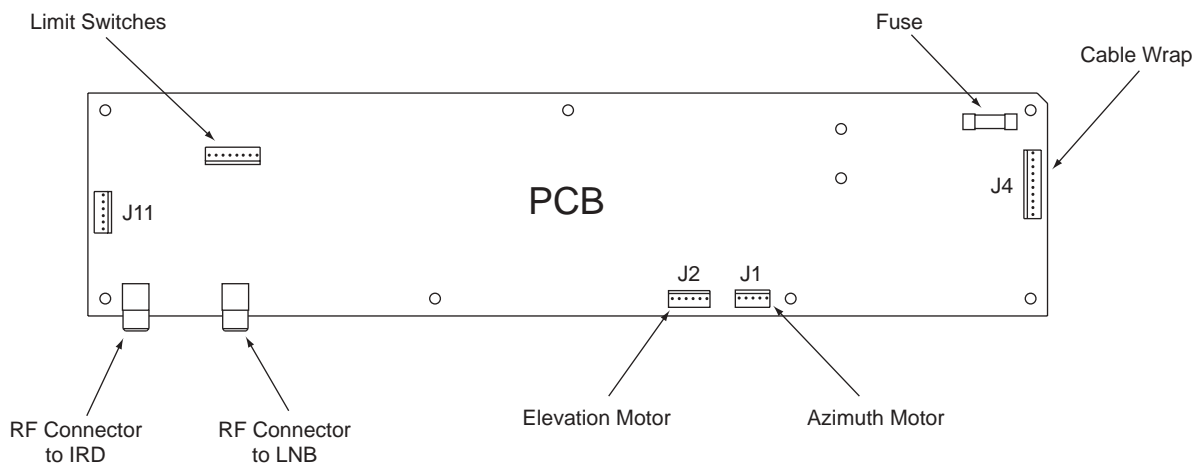 Limit Switches
Fuse
Cable Wrap
J11
PCB
J4
J2
J1
RF Connector
to IRD
RF Connector
to LNB
Elevation Motor
Azimuth Motor